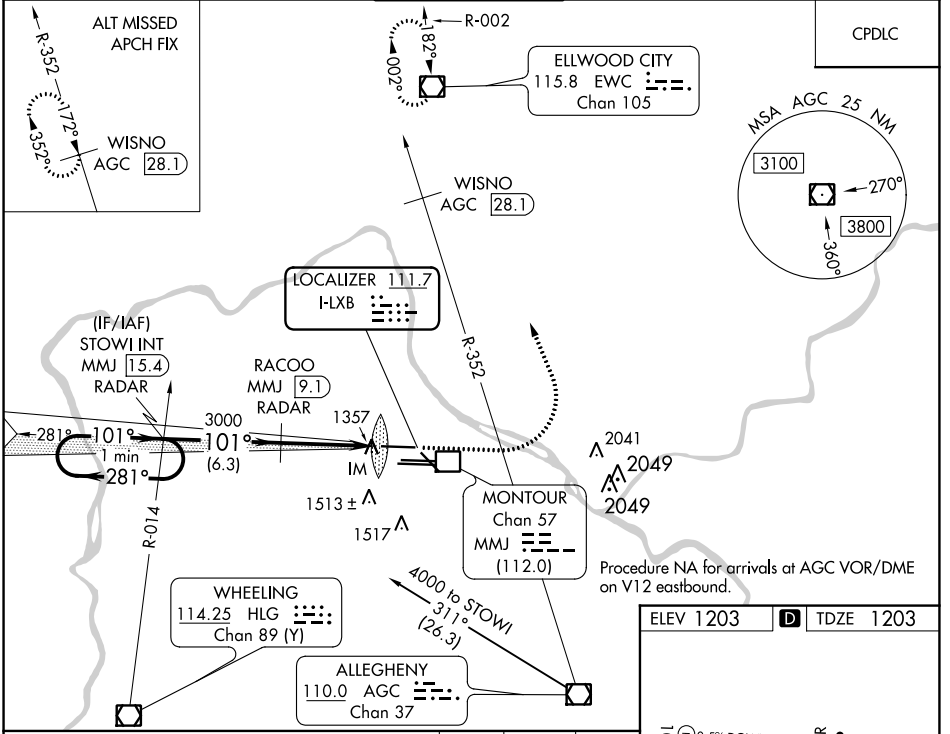 ALT MISSED
APCH FIX
R-352
172°
352°
WISNO
AGC 28.1
R-002
182°
002°
ELLWOOD CITY
115.8 EWC
Chan 105
CPDLC
MSA AGC 25 NM
3100
270°
3800
360°
WISNO
AGC 28.1
LOCALIZER 111.7
I-LXB
R-352
(IF/IAF)
STOWI INT
MMJ 15.4
RADAR
RACOO
MMJ 9.1
RADAR
3000
1357
281°
101°
101°
1 min
(6.3)
281°
IM
2041
2049
2049
1513 ±
1517
MONTOUR
Chan 57
MMJ
(112.0)
R-014
Procedure NA for arrivals at AGC VOR/DME
on V12 eastbound.
4000 to STOWI
311°
(26.3)
WHEELING
114.25 HLG
Chan 89 (Y)
ALLEGHENY
110.0 AGC
Chan 37
ELEV 1203 D TDZE 1203